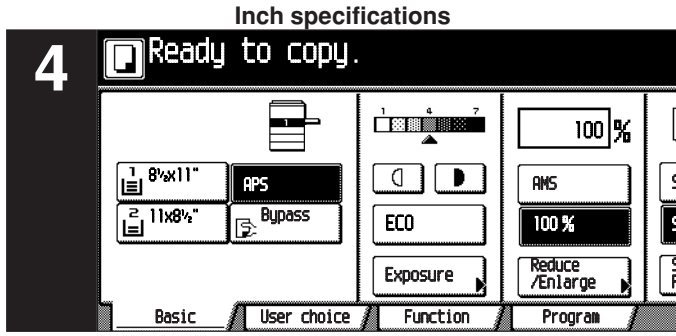 Inch specifications
4
Ready to copy.
1
1 4 7
100 %
1 8½x11" APS
2 11x8½" Bypass
AMS
ECO
100 %
Exposure
Reduce
/Enlarge
Basic User choice Function Program